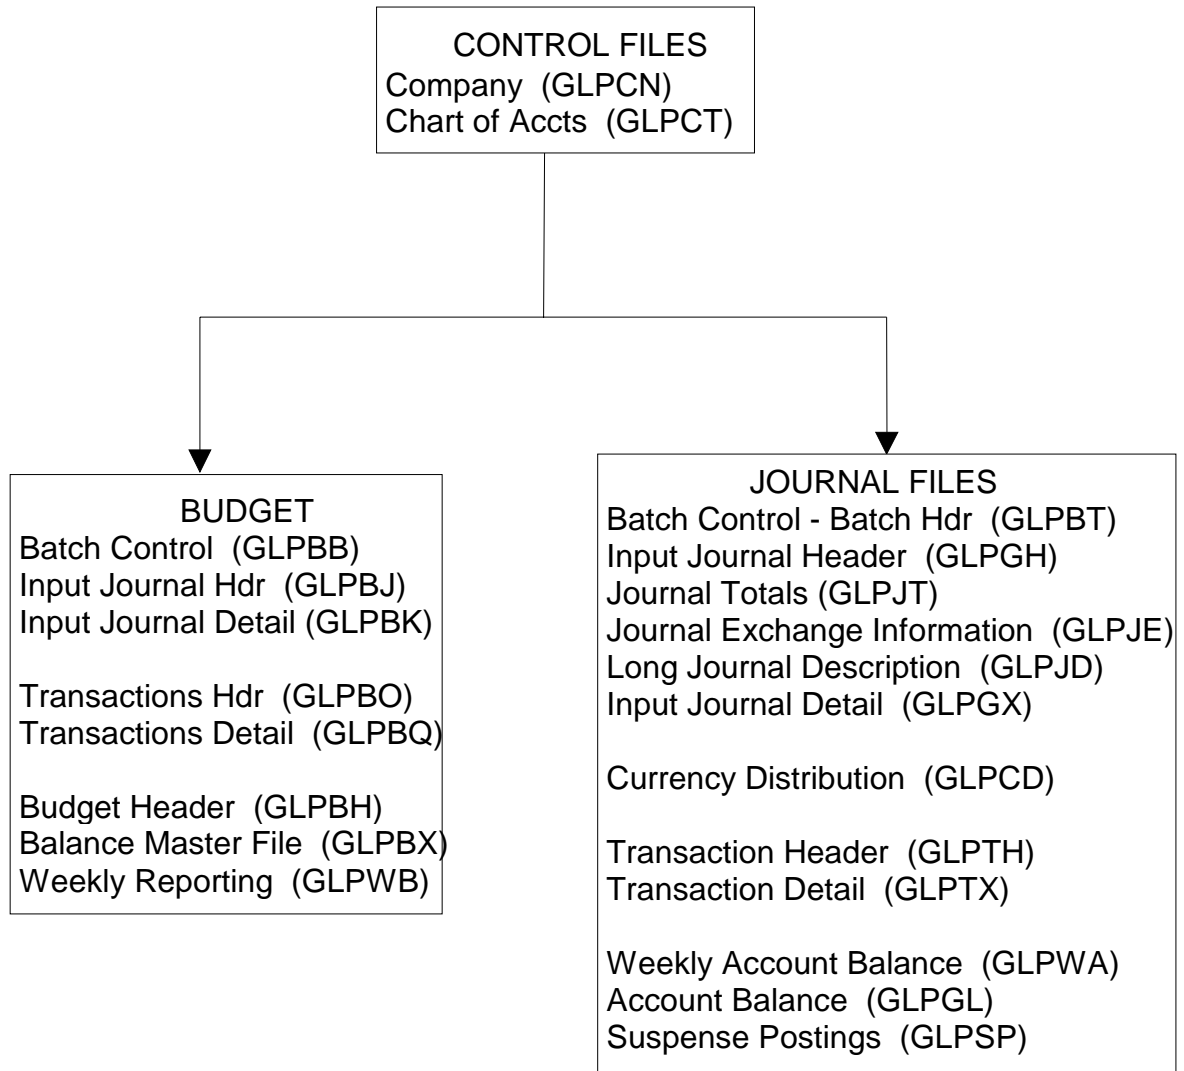 CONTROL FILES
Company (GLPCN)
Chart of Accts (GLPCT)
BUDGET
Batch Control (GLPBB)
Input Journal Hdr (GLPBJ)
Input Journal Detail (GLPBK)
Transactions Hdr (GLPBO)
Transactions Detail (GLPBQ)
Budget Header (GLPBH)
Balance Master File (GLPBX)
Weekly Reporting (GLPWB)
JOURNAL FILES
Batch Control - Batch Hdr (GLPBT)
Input Journal Header (GLPGH)
Journal Totals (GLPJT)
Journal Exchange Information (GLPJE)
Long Journal Description (GLPJD)
Input Journal Detail (GLPGX)
Currency Distribution (GLPCD)
Transaction Header (GLPTH)
Transaction Detail (GLPTX)
Weekly Account Balance (GLPWA)
Account Balance (GLPGL)
Suspense Postings (GLPSP)